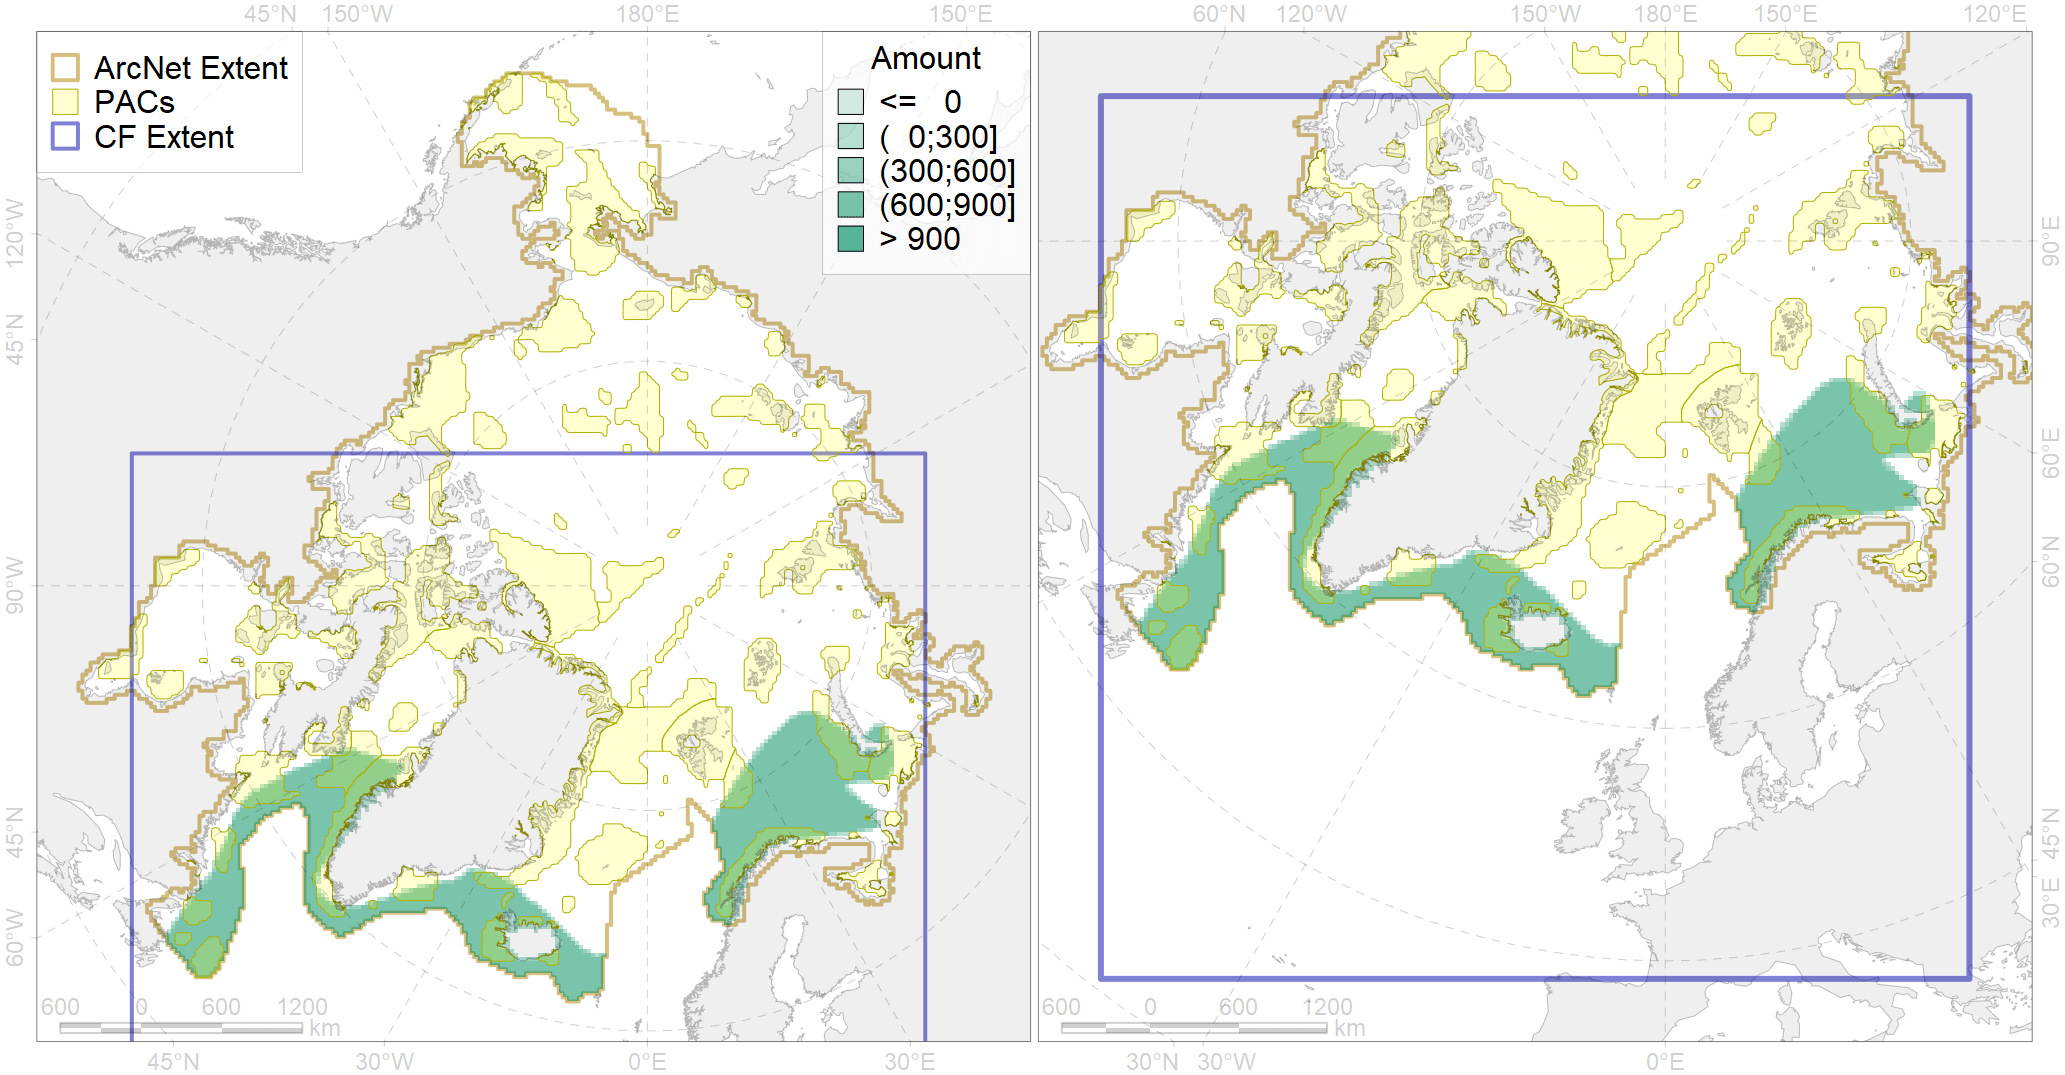 45°N 150°W 180°E 150°E 60°N 120°W 150°W 180°E 150°E 120°E
ArcNet Extent
PACs
CF Extent
Amount
<= 0
( 0;300]
(300;600]
(600;900]
> 900
120°W
45°N
90°W
45°N
60°W
90°E
60°E
60°N
45°N
30°E
600 0 600 1200
km
600 0 600 1200
km
45°N 30°W 0°E 30°E 30°N 30°W 0°E